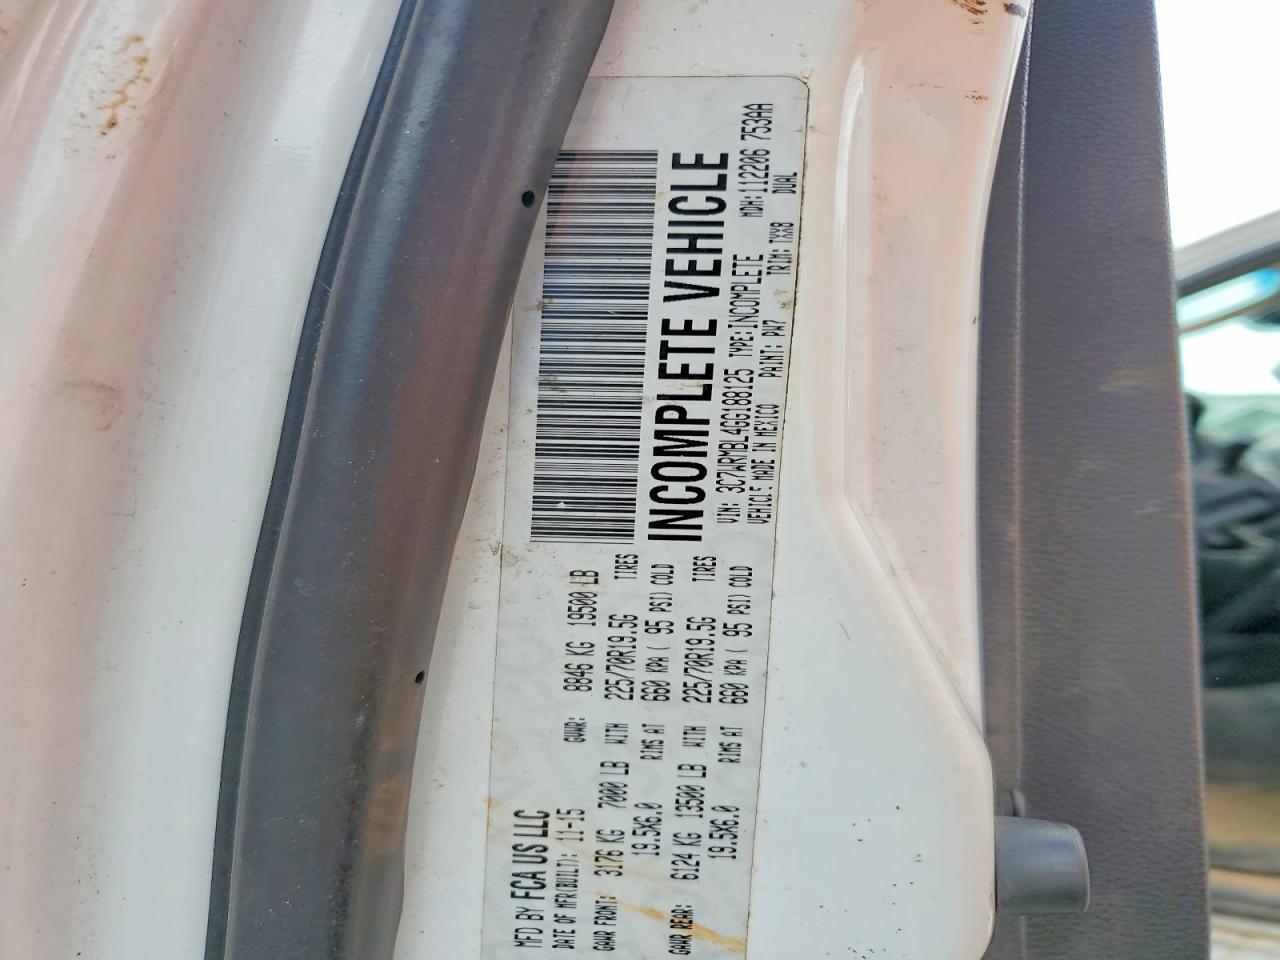 MFD BY FCA US LLC
DATE OF MFR(BUILT): 11-15 GVWR: 8846 KG 19500 LB
GAWR FRONT: 3176 KG 7000 LB WITH 225/70R19.5G TIRES
19.5X6.0 RIMS AT 660 KPA ( 95 PSI) COLD
GAWR REAR: 6124 KG 13500 LB WITH 225/70R19.5G TIRES
19.5X6.0 RIMS AT 660 KPA ( 95 PSI) COLD
INCOMPLETE VEHICLE
VIN: 3C7WRMBL4GG188125 TYPE:INCOMPLETE MDH:112206 753AA
VEHICLE MADE IN MEXICO PAINT: PW7 TRIM: TXX8 DUAL